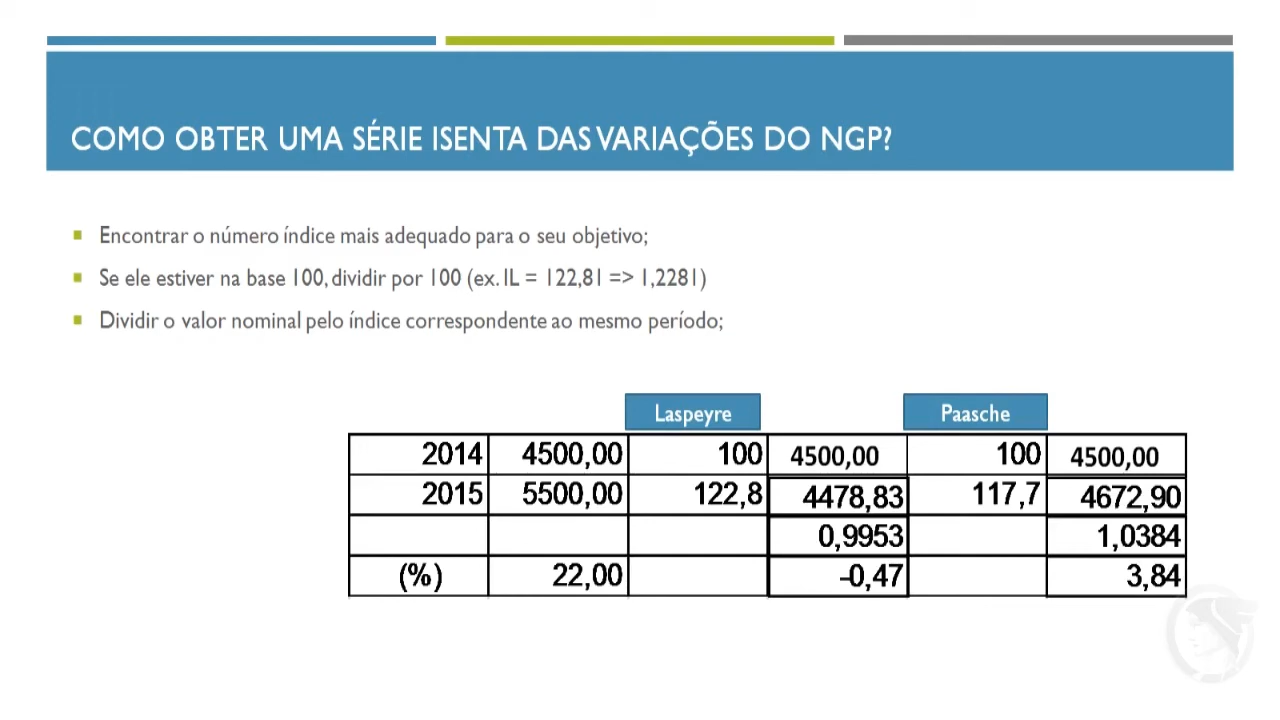 COMO OBTER UMA SÉRIE ISENTA DAS VARIAÇÕES DO NGP?
Encontrar o número índice mais adequado para o seu objetivo;
Se ele estiver na base 100, dividir por 100 (ex. IL = 122,81 => 1,2281)
Dividir o valor nominal pelo índice correspondente ao mesmo período;
Laspeyre Paasche
2014 4500,00 100 4500,00 100 4500,00
2015 5500,00 122,8 4478,83 117,7 4672,90
0,9953 1,0384
(%) 22,00 -0,47 3,84